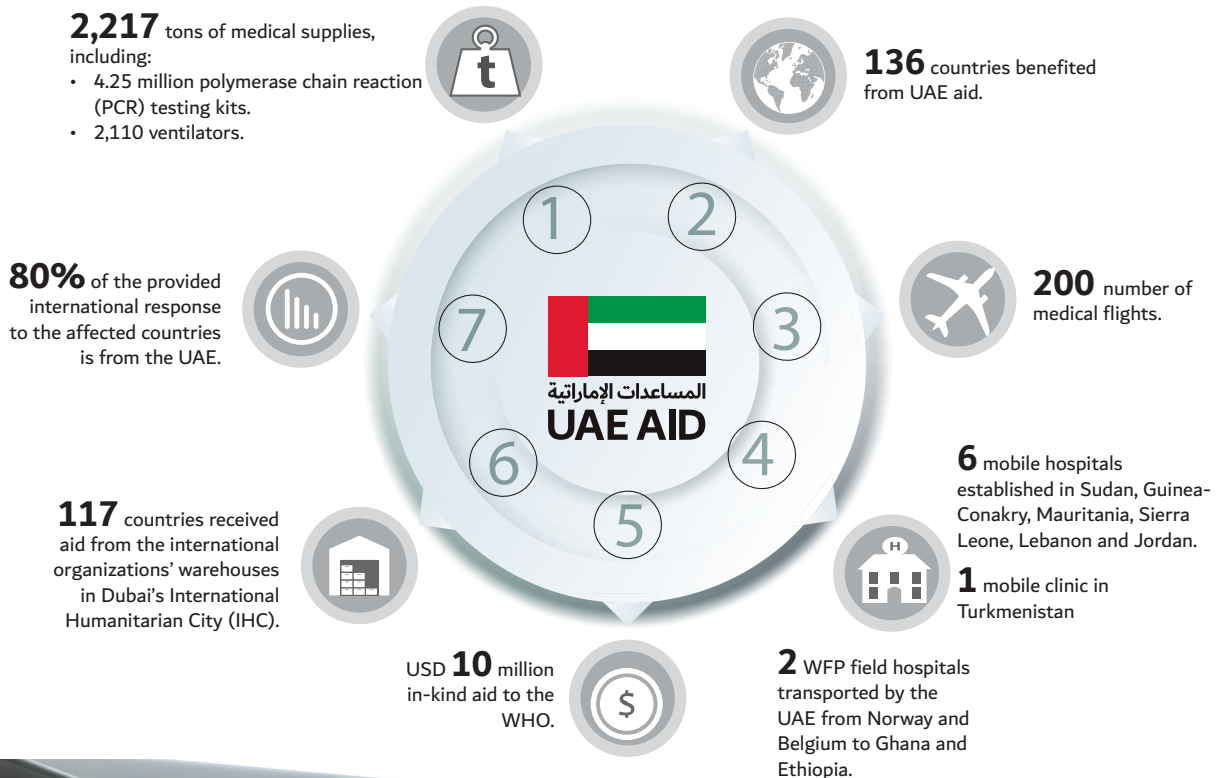 2,217 tons of medical supplies,
including:
• 4.25 million polymerase chain reaction
(PCR) testing kits.
• 2,110 ventilators.
t
136 countries benefited
from UAE aid.
1
2
80% of the provided
international response
to the affected countries
is from the UAE.
7
3
200 number of
medical flights.
المساعدات الإماراتية
UAE AID
6
4
5
117 countries received
aid from the international
organizations’ warehouses
in Dubai’s International
Humanitarian City (IHC).
H
6 mobile hospitals
established in Sudan, Guinea-
Conakry, Mauritania, Sierra
Leone, Lebanon and Jordan.
1 mobile clinic in
Turkmenistan
USD 10 million
in-kind aid to the
WHO.
$
2 WFP field hospitals
transported by the
UAE from Norway and
Belgium to Ghana and
Ethiopia.